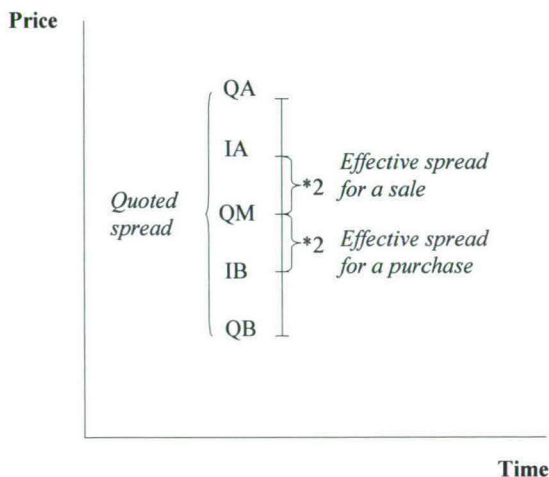 Price
QA
IA
Effective spread
*2
for a sale
Quoted
spread
QM
*2
Effective spread
for a purchase
IB
QB
Time